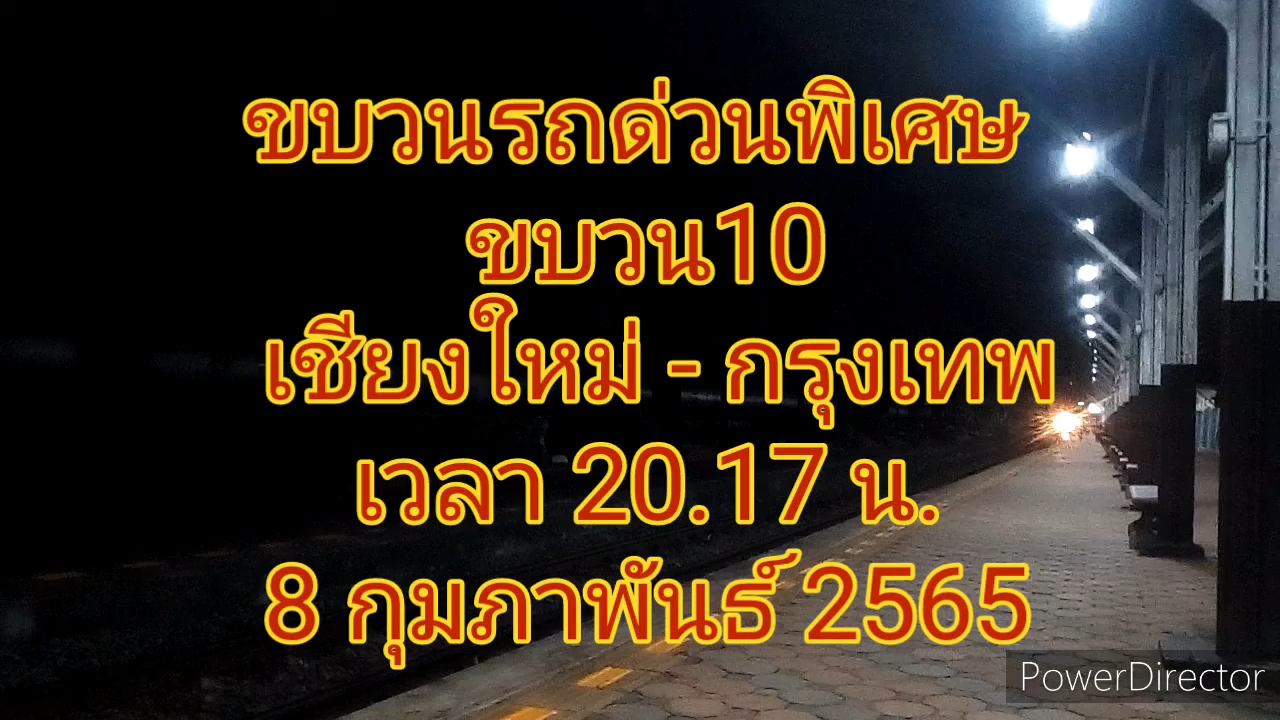 ขบวนรถด่วนพิเศษ
ขบวน10
เชียงใหม่ - กรุงเทพ
เวลา 20.17 น.
8 กุมภาพันธ์ 2565
PowerDirector